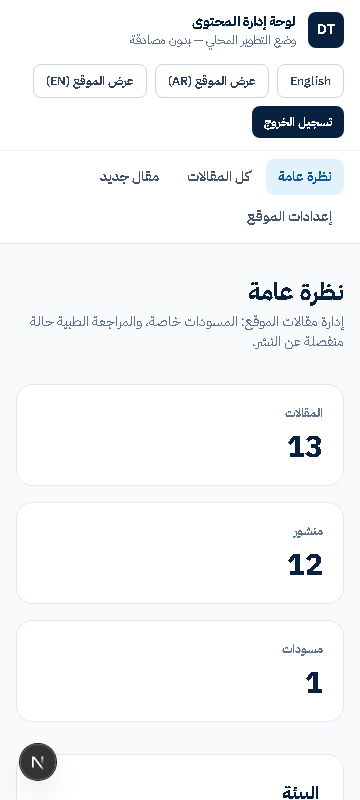 DT
لوحة إدارة المحتوى
وضع التطوير المحلي — بدون مصادقة
English
عرض الموقع (AR)
عرض الموقع (EN)
تسجيل الخروج
نظرة عامة
كل المقالات
مقال جديد
إعدادات الموقع
نظرة عامة
إدارة مقالات الموقع: المسودات خاصة، والمراجعة الطبية حالة
منفصلة عن النشر.
المقالات
13
منشور
12
مسودات
1
N
البيئة